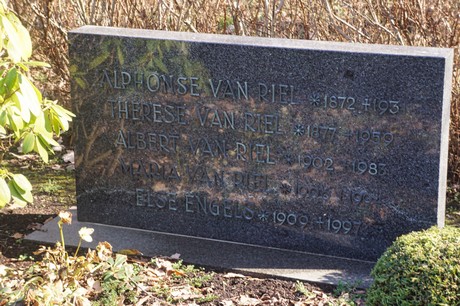 ALPHONSE VAN RIEL *1872 +193
THERESE VAN RIEL *1877 +1959
ALBERT VAN RIEL *1902 - 1983
MARIA VAN RIEL
ELSE ENGELS *1909 +1997